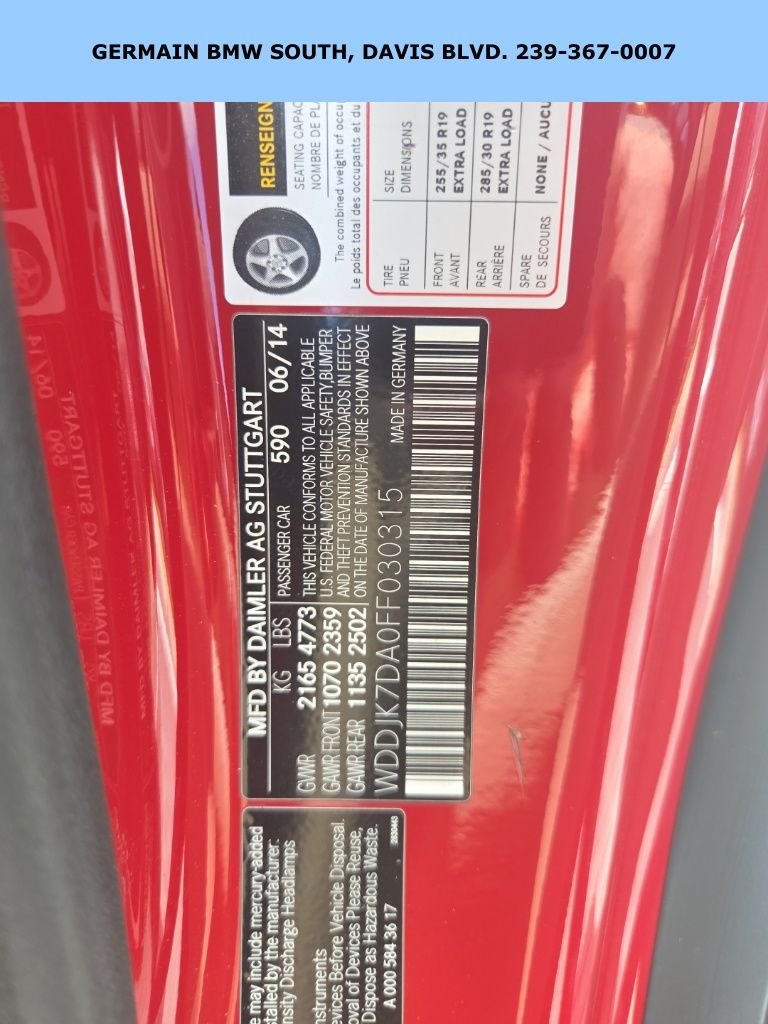 GERMAIN BMW SOUTH, DAVIS BLVD. 239-367-0007
RENSEIGN
SEATING CAPAC
NOMBRE DE PL
The combined weight of occu
Le poids total des occupants et du
TIRE SIZE
PNEU DIMENSIONS
FRONT 255/35 R19
AVANT EXTRA LOAD
REAR 285/30 R19
ARRIÈRE EXTRA LOAD
SPARE NONE / AUCU
DE SECOURS
MFD BY DAIMLER AG STUTTGART
KG LBS PASSENGER CAR 590 06/14
GWR 2165 4773
GAWR FRONT 1070 2359
GAWR REAR 1135 2502
THIS VEHICLE CONFORMS TO ALL APPLICABLE
U.S. FEDERAL MOTOR VEHICLE SAFETY,BUMPER
AND THEFT PREVENTION STANDARDS IN EFFECT
ON THE DATE OF MANUFACTURE SHOWN ABOVE
WDDJK7DA0FF030315 MADE IN GERMANY
e may include mercury-added
stalled by the manufacturer:
nsity Discharge Headlamps
nstruments
evices Before Vehicle Disposal.
oval of Devices Please Reuse,
Dispose as Hazardous Waste.
A 000 584 36 17